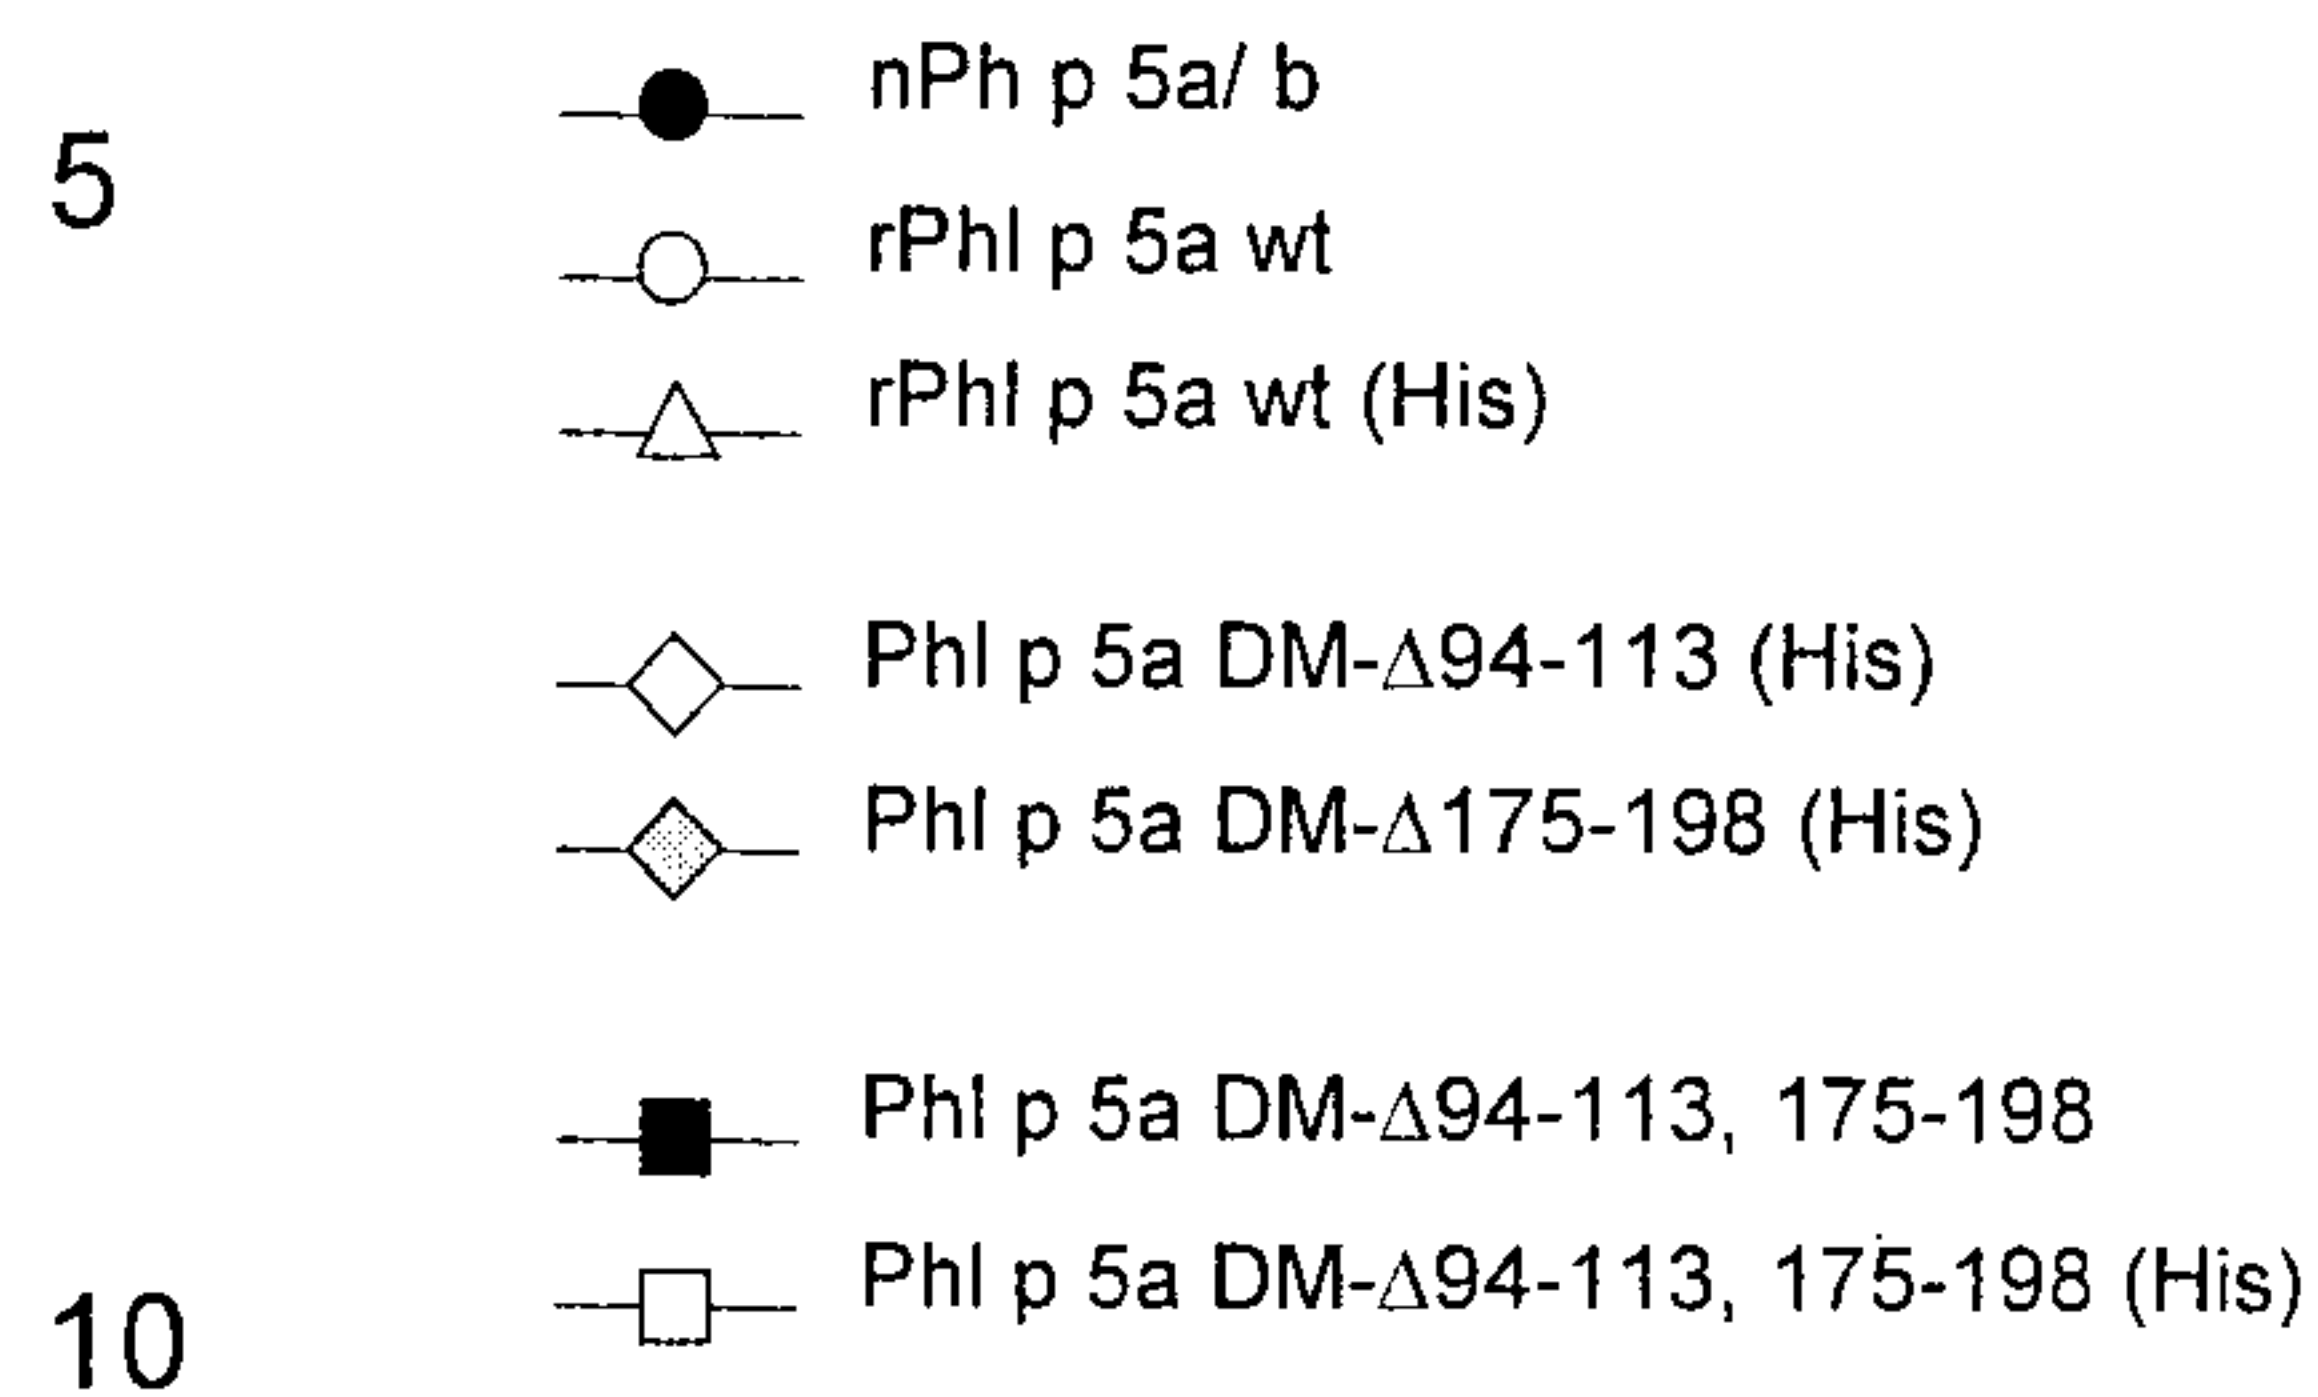 nPh p 5a/ b
5
rPhl p 5a wt
rPhl p 5a wt (His)
Phl p 5a DM-Δ94-113 (His)
Phl p 5a DM-Δ175-198 (His)
Phl p 5a DM-Δ94-113, 175-198
Phl p 5a DM-Δ94-113, 175-198 (His)
10